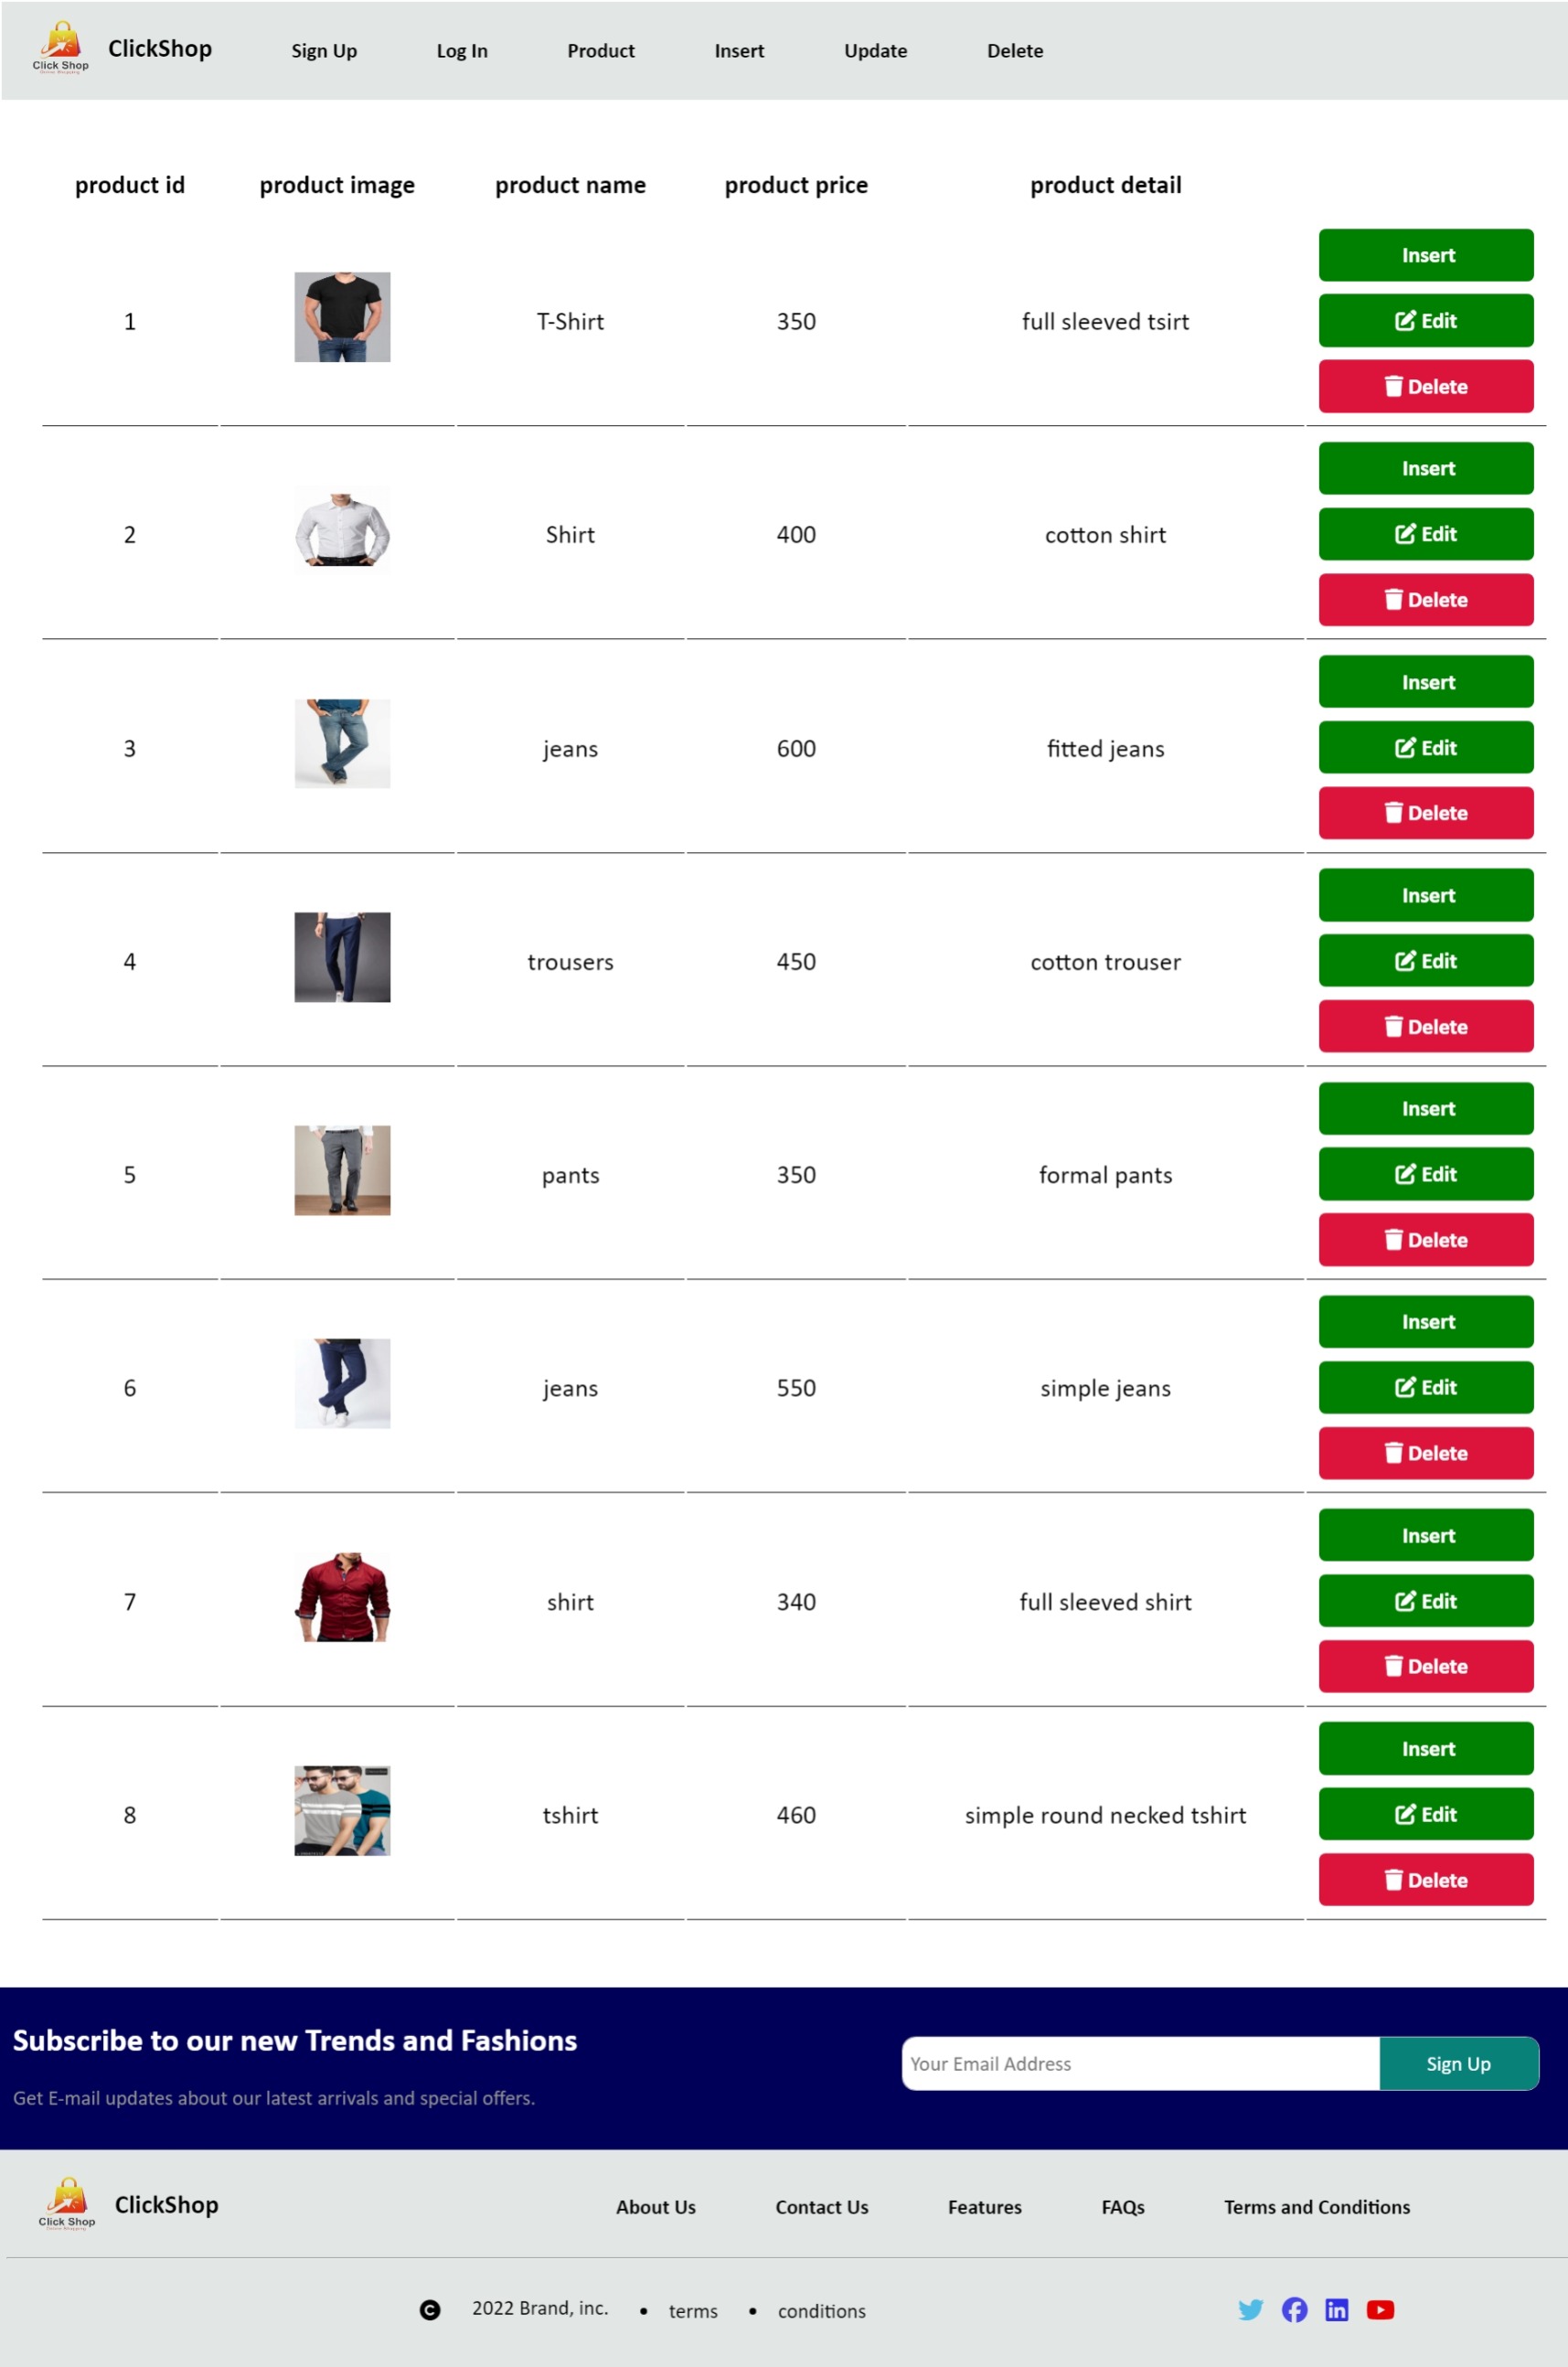 Click Shop
Online Shopping
ClickShop
Sign Up
Log In
Product
Insert
Update
Delete
product id
product image
product name
product price
product detail
1
T-Shirt
350
full sleeved tsirt
Insert
Edit
Delete
2
Shirt
400
cotton shirt
Insert
Edit
Delete
3
jeans
600
fitted jeans
Insert
Edit
Delete
4
trousers
450
cotton trouser
Insert
Edit
Delete
5
pants
350
formal pants
Insert
Edit
Delete
6
jeans
550
simple jeans
Insert
Edit
Delete
7
shirt
340
full sleeved shirt
Insert
Edit
Delete
8
tshirt
460
simple round necked tshirt
Insert
Edit
Delete
Subscribe to our new Trends and Fashions
Get E-mail updates about our latest arrivals and special offers.
Your Email Address
Sign Up
Click Shop
Online Shopping
ClickShop
About Us
Contact Us
Features
FAQs
Terms and Conditions
2022 Brand, inc.
• terms
• conditions